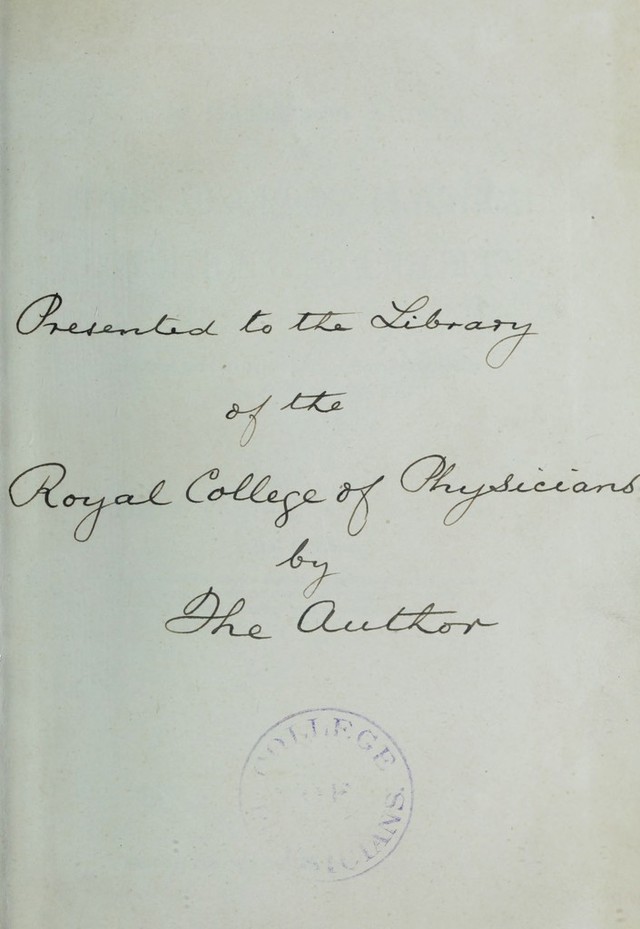 Presented to the Library
of the
Royal College of Physicians
by
The Author
COLLEGE
OF